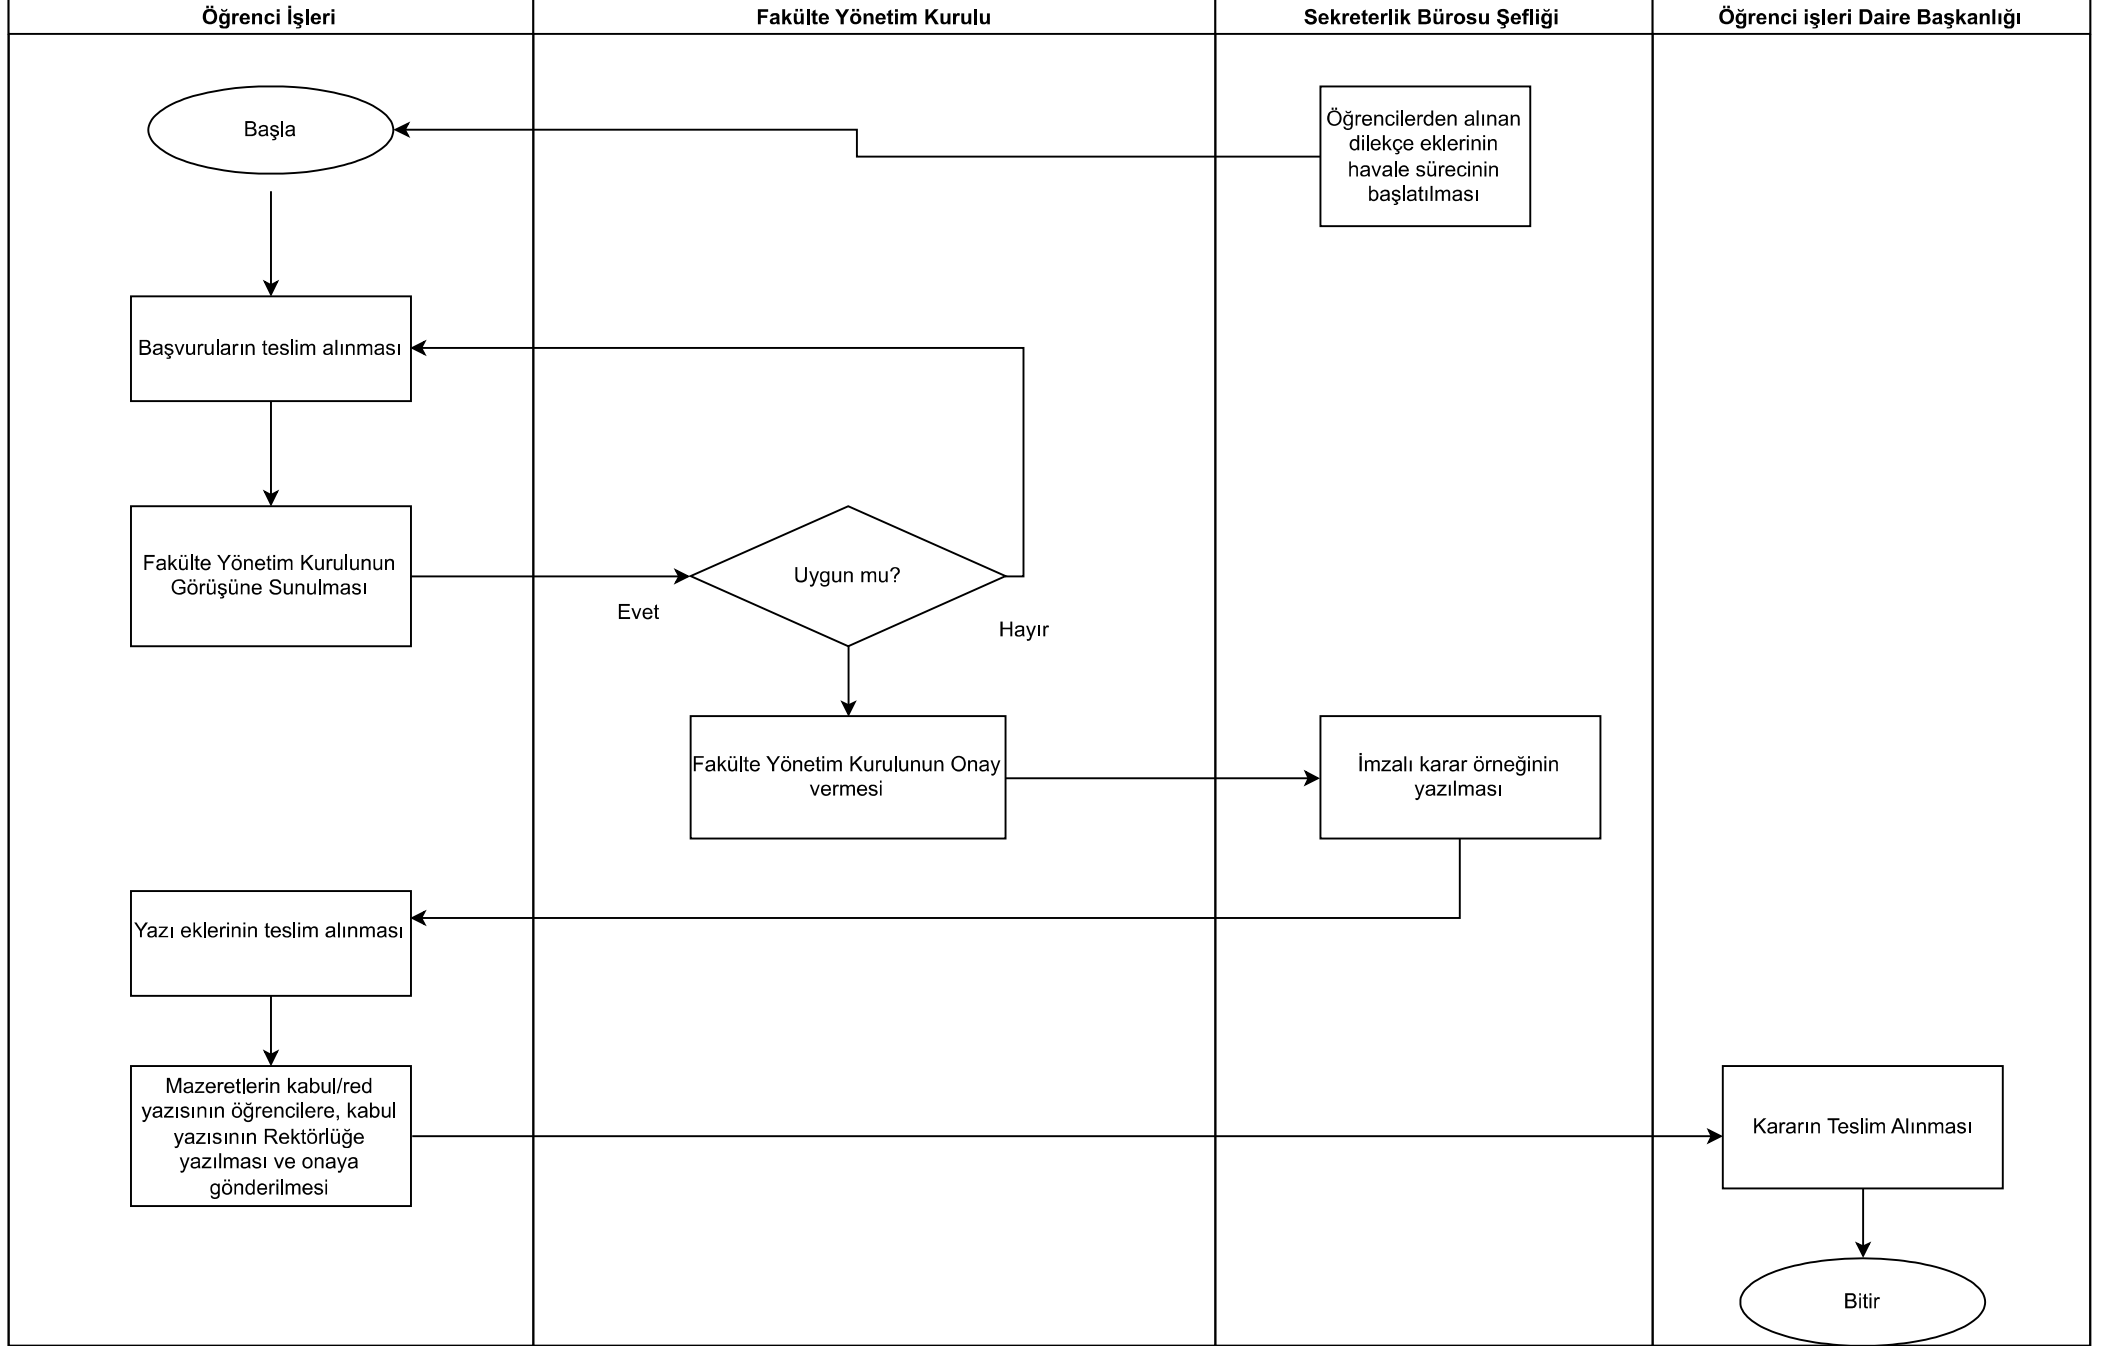 Öğrenci İşleri
Fakülte Yönetim Kurulu
Sekreterlik Bürosu Şefliği
Öğrenci işleri Daire Başkanlığı
Başla
Öğrencilerden alınan
dilekçe eklerinin
havale sürecinin
başlatılması
Başvuruların teslim alınması
Fakülte Yönetim Kurulunun
Görüşüne Sunulması
Uygun mu?
Evet
Hayır
Fakülte Yönetim Kurulunun Onay
vermesi
İmzalı karar örneğinin
yazılması
Yazı eklerinin teslim alınması
Mazeretlerin kabul/red
yazısının öğrencilere, kabul
yazısının Rektörlüğe
yazılması ve onaya
gönderilmesi
Kararın Teslim Alınması
Bitir